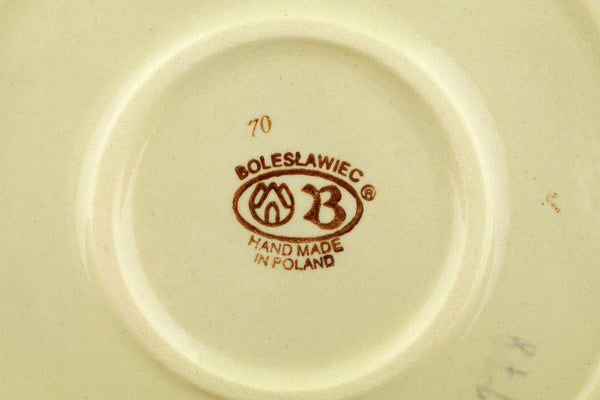 70
BOLESŁAWIEC
B ®
HAND MADE
IN POLAND